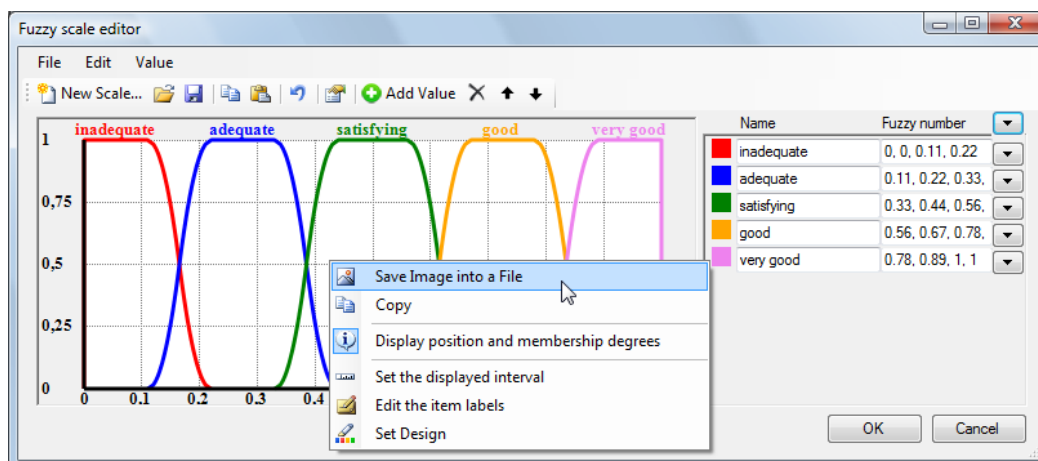 Fuzzy scale editor
File Edit Value
New Scale... Add Value
inadequate adequate satisfying good very good
1
0,75
0,5
0,25
0
0 0.1 0.2 0.3 0.4
Name Fuzzy number
inadequate 0, 0, 0.11, 0.22
adequate 0.11, 0.22, 0.33,
satisfying 0.33, 0.44, 0.56,
good 0.56, 0.67, 0.78,
very good 0.78, 0.89, 1, 1
Save Image into a File
Copy
Display position and membership degrees
Set the displayed interval
Edit the item labels
Set Design
OK Cancel